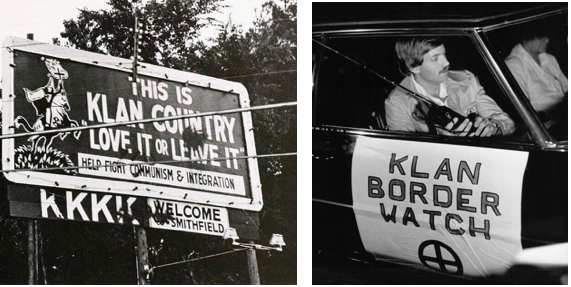 THIS IS
KLAN COUNTRY
LOVE IT OR LEAVE IT"
HELP FIGHT COMMUNISM & INTEGRATION
KKKK WELCOME
SMITHFIELD
KLAN
BORDER
WATCH